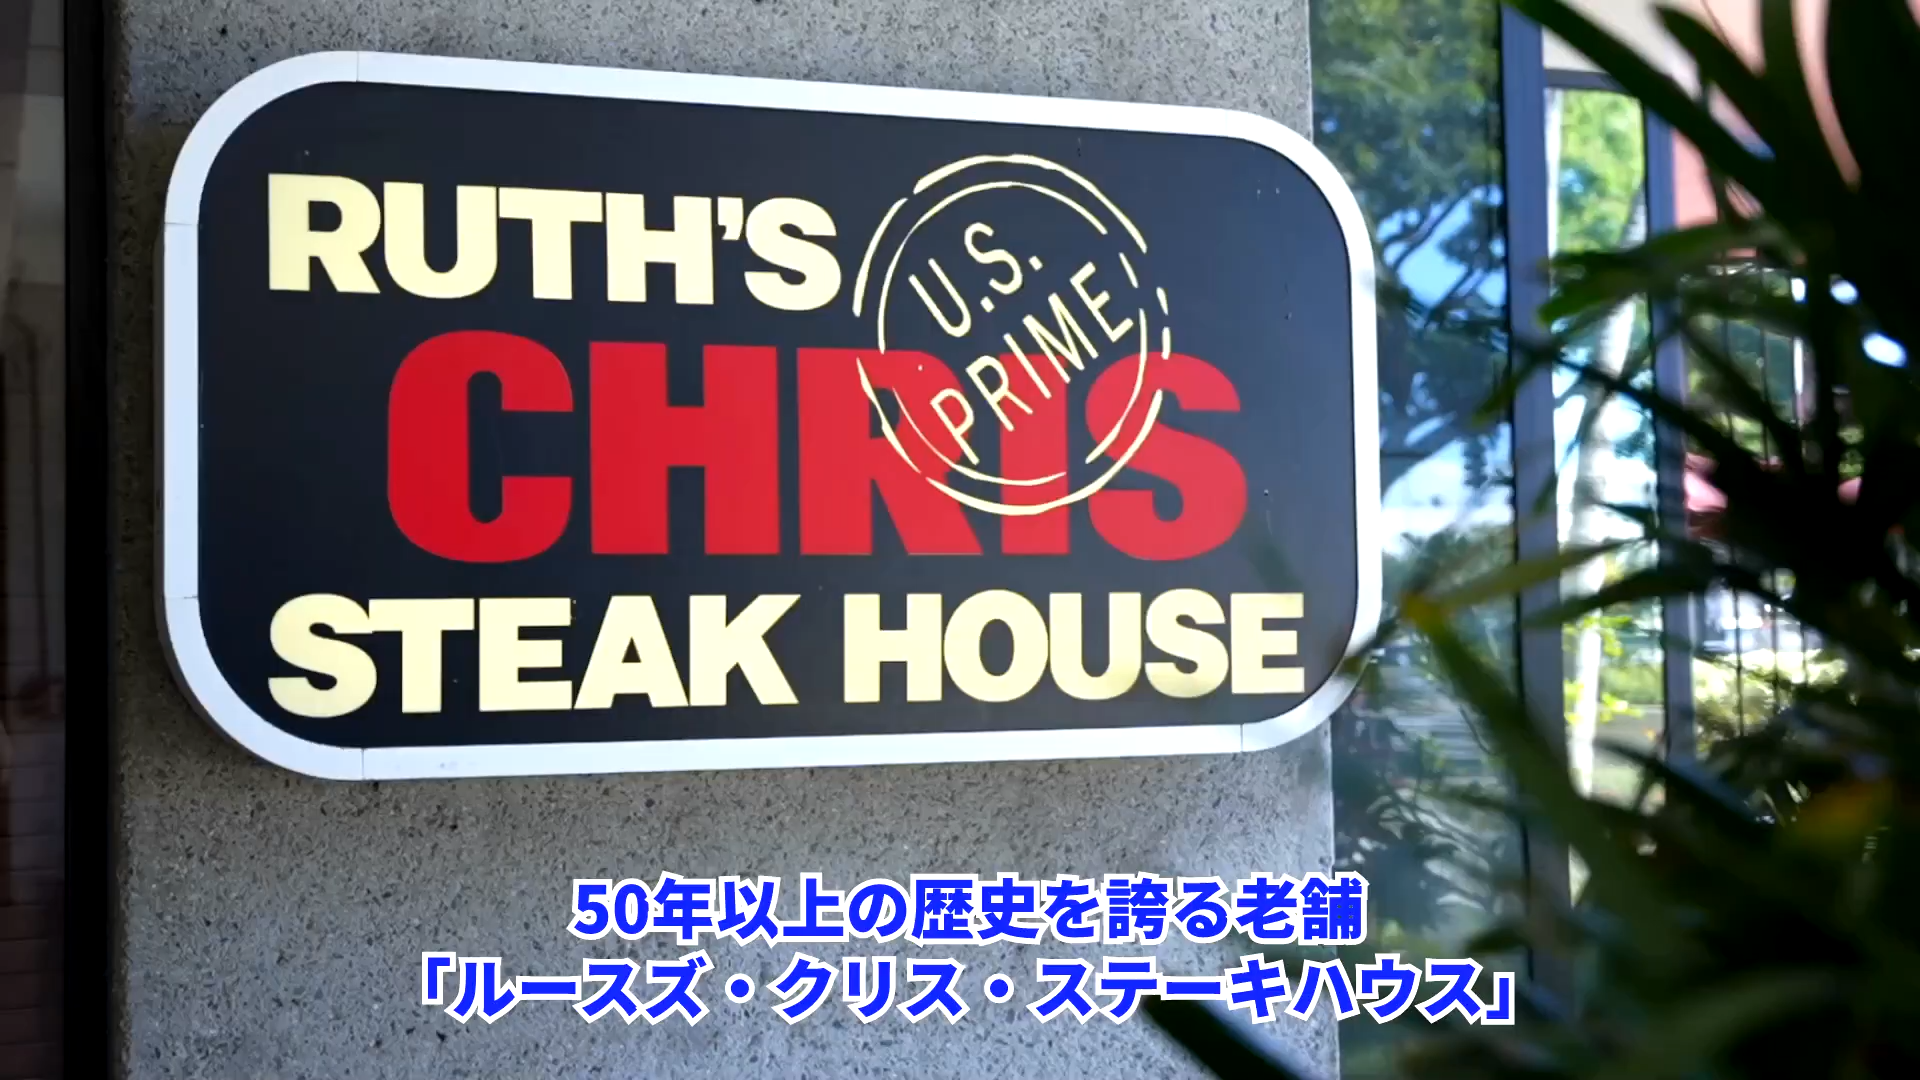 RUTH'S
U.S.
PRIME
CHRIS
STEAK HOUSE
50年以上の歴史を誇る老舗
「ルースズ・クリス・ステーキハウス」